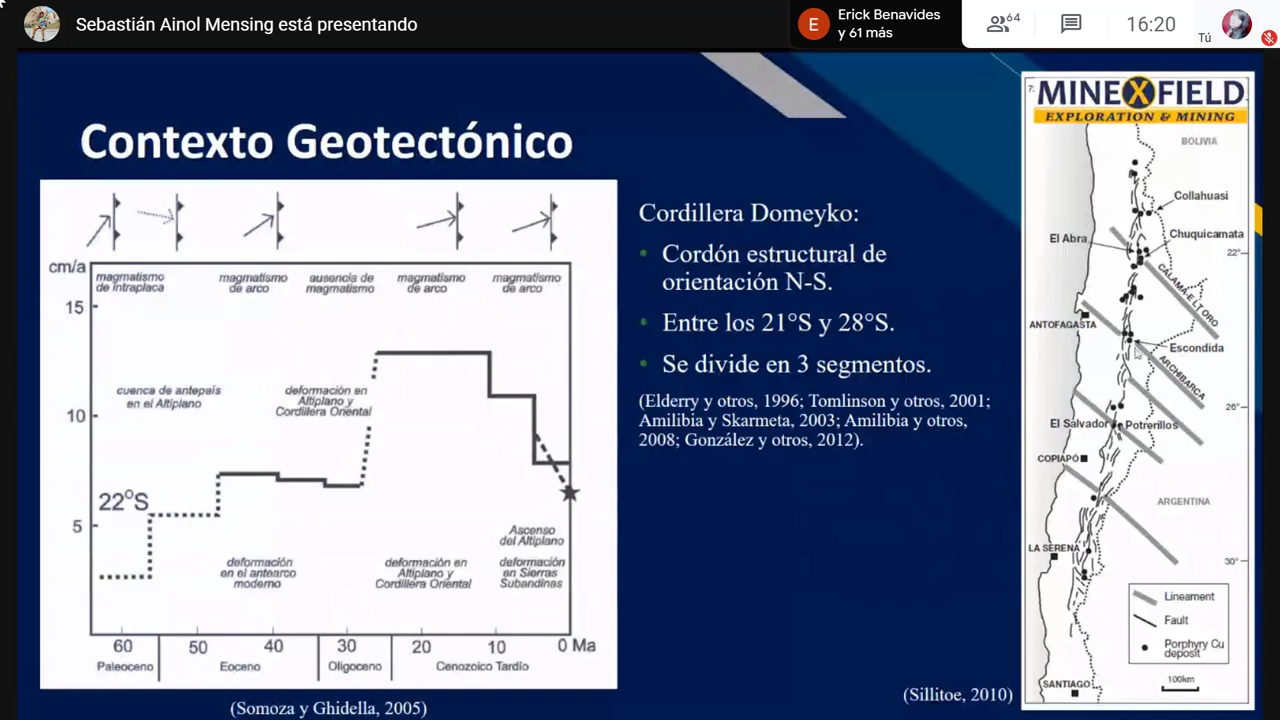 Sebastián Ainol Mensing está presentando
E
Erick Benavides
y 61 más
64
16:20
Tú
Contexto Geotectónico
cm/a
15
10
5
magmatismo
de intraplaca
magmatismo
de arco
ausencia de
magmatismo
magmatismo
de arco
magmatismo
de arco
cuenca de antepaís
en el Altiplano
deformación en
Altiplano y
Cordillera Oriental
22°S
deformación
en el antearco
moderno
deformación en
Altiplano y
Cordillera Oriental
Ascenso
del Altiplano
deformación
en Sierras
Subandinas
60
50
40
30
20
10
0 Ma
Paleoceno
Eoceno
Oligoceno
Cenozoico Tardío
(Somoza y Ghidella, 2005)
Cordillera Domeyko:
• Cordón estructural de
orientación N-S.
• Entre los 21°S y 28°S.
• Se divide en 3 segmentos.
(Elderry y otros, 1996; Tomlinson y otros, 2001;
Amilibia y Skarmeta, 2003; Amilibia y otros,
2008; González y otros, 2012).
(Sillitoe, 2010)
MINEXFIELD
EXPLORATION & MINING
BOLIVIA
Collahuasi
El Abra
Chuquicamata
22°
CALAMA-EL TORO
ANTOFAGASTA
Escondida
ARCHIBARCA
26°
El Salvador
Potrerillos
COPIAPÓ
ARGENTINA
LA SERENA
30°
Lineament
Fault
Porphyry Cu
deposit
SANTIAGO
100km